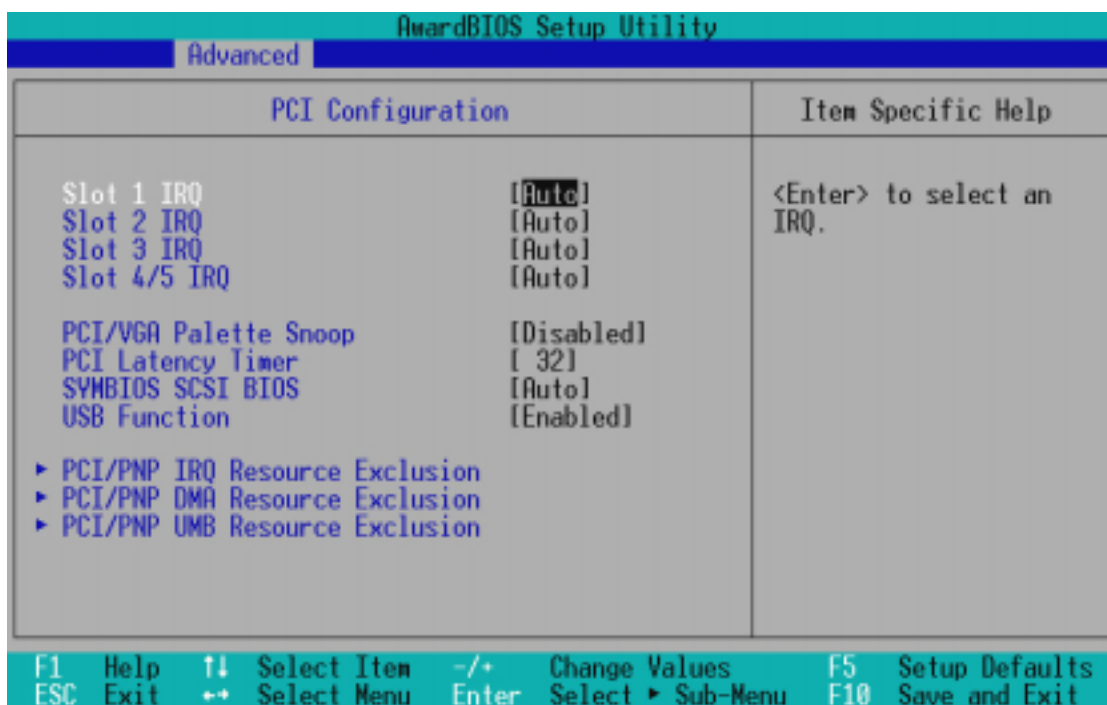 AwardBIOS Setup Utility
Advanced
PCI Configuration
Item Specific Help
Slot 1 IRQ [Auto]
Slot 2 IRQ [Auto]
Slot 3 IRQ [Auto]
Slot 4/5 IRQ [Auto]
PCI/VGA Palette Snoop [Disabled]
PCI Latency Timer [ 32]
SYMBIOS SCSI BIOS [Auto]
USB Function [Enabled]
▸ PCI/PNP IRQ Resource Exclusion
▸ PCI/PNP DMA Resource Exclusion
▸ PCI/PNP UMB Resource Exclusion
<Enter> to select an
IRQ.
F1 Help ↑↓ Select Item -/+ Change Values F5 Setup Defaults
ESC Exit ←→ Select Menu Enter Select ▸ Sub-Menu F10 Save and Exit